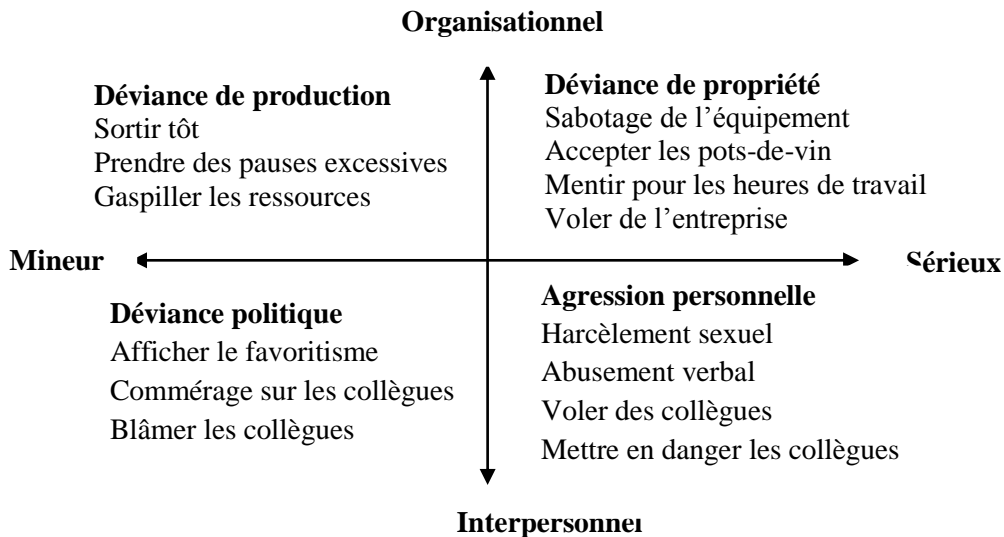 Organisationnel
Déviance de production
Sortir tôt
Prendre des pauses excessives
Gaspiller les ressources
Déviance de propriété
Sabotage de l’équipement
Accepter les pots-de-vin
Mentir pour les heures de travail
Voler de l’entreprise
Mineur
Sérieux
Déviance politique
Afficher le favoritisme
Commérage sur les collègues
Blâmer les collègues
Agression personnelle
Harcèlement sexuel
Abusement verbal
Voler des collègues
Mettre en danger les collègues
Interpersonnel